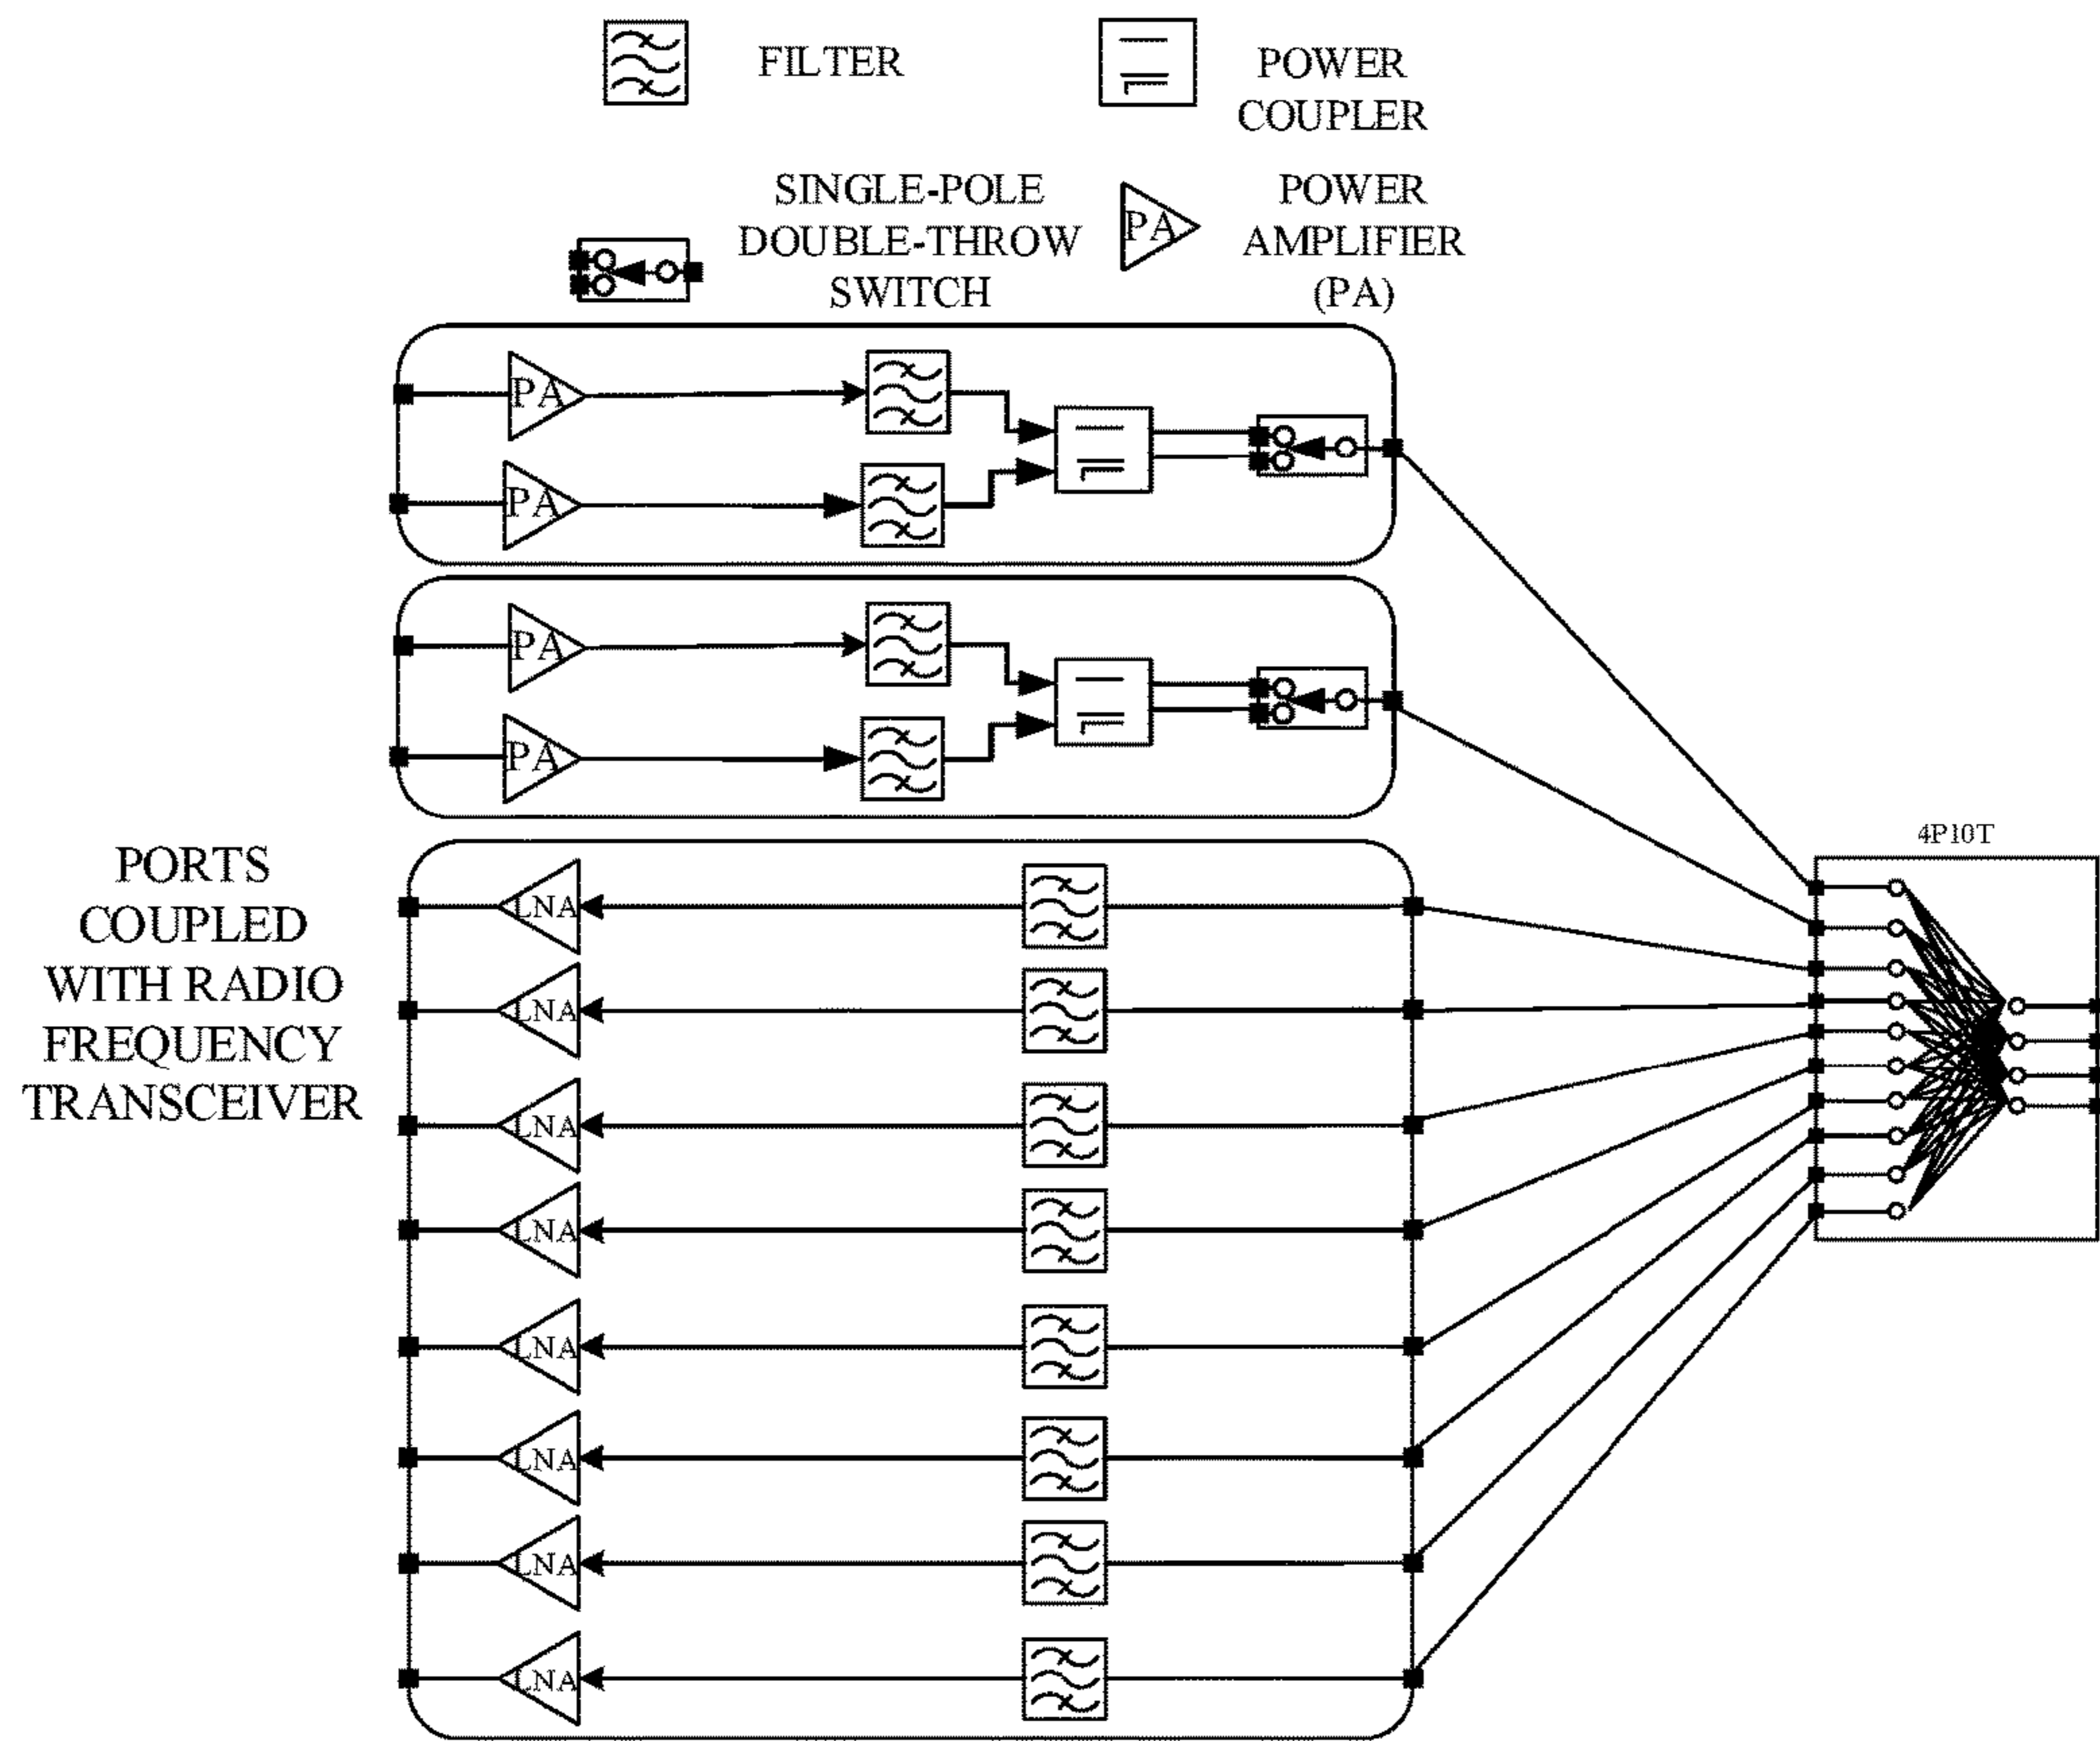 FILTER
POWER
COUPLER
SINGLE-POLE
DOUBLE-THROW
SWITCH
PA
POWER
AMPLIFIER
(PA)
PA
PA
PA
PA
PORTS
COUPLED
WITH RADIO
FREQUENCY
TRANSCEIVER
4P10T
LNA
LNA
LNA
LNA
LNA
LNA
LNA
LNA